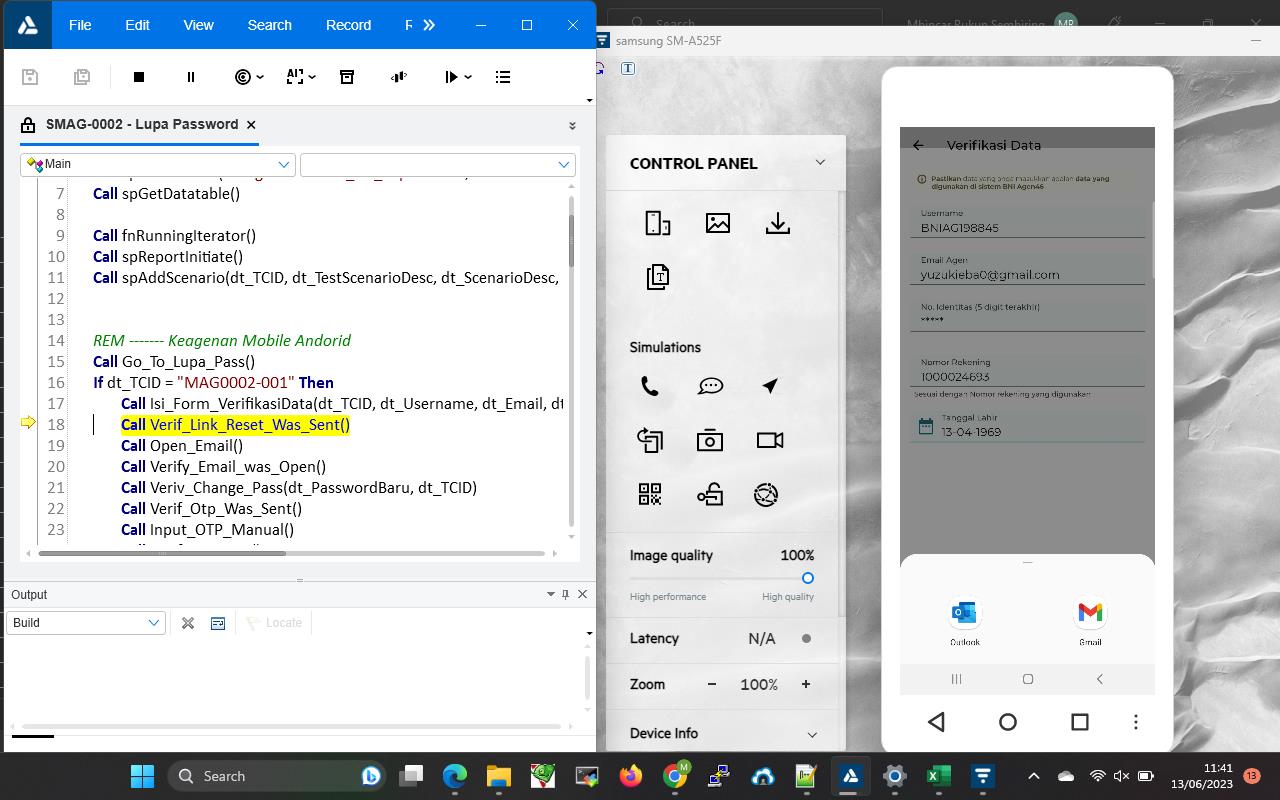 File Edit View Search Record F
Search
Mbincar Rukun Sembiring MR
samsung SM-A525F
T
SMAG-0002 - Lupa Password
Main
7 Call spGetDatatable()
8
9 Call fnRunningIterator()
10 Call spReportInitiate()
11 Call spAddScenario(dt_TCID, dt_TestScenarioDesc, dt_ScenarioDesc,
12
13
14 REM ------- Keagenan Mobile Andorid
15 Call Go_To_Lupa_Pass()
16 If dt_TCID = "MAG0002-001" Then
17 Call Isi_Form_VerifikasiData(dt_TCID, dt_Username, dt_Email, dt
18 Call Verif_Link_Reset_Was_Sent()
19 Call Open_Email()
20 Call Verify_Email_was_Open()
21 Call Veriv_Change_Pass(dt_PasswordBaru, dt_TCID)
22 Call Verif_Otp_Was_Sent()
23 Call Input_OTP_Manual()
Output
Build
Locate
CONTROL PANEL
Simulations
Image quality 100%
High performance High quality
Latency N/A
Zoom − 100% +
Device Info
Verifikasi Data
Pastikan data yang anda masukkan adalah data yang
digunakan di sistem BNI Agen46
Username
BNIAG198845
Email Agen
yuzukieba0@gmail.com
No. Identitas (5 digit terakhir)
*****
Nomor Rekening
1000024693
Sesuai dengan Nomor rekening yang digunakan
Tanggal Lahir
13-04-1969
Outlook
Gmail
Search
M
11:41
13/06/2023
13